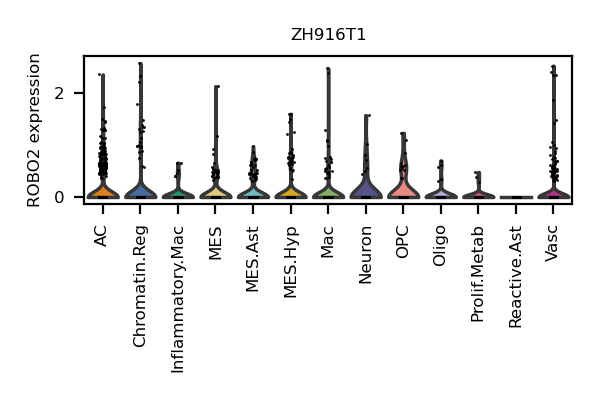 ZH916T1
ROBO2 expression
2
0
AC
Chromatin.Reg
Inflammatory.Mac
MES
MES.Ast
MES.Hyp
Mac
Neuron
OPC
Oligo
Prolif.Metab
Reactive.Ast
Vasc